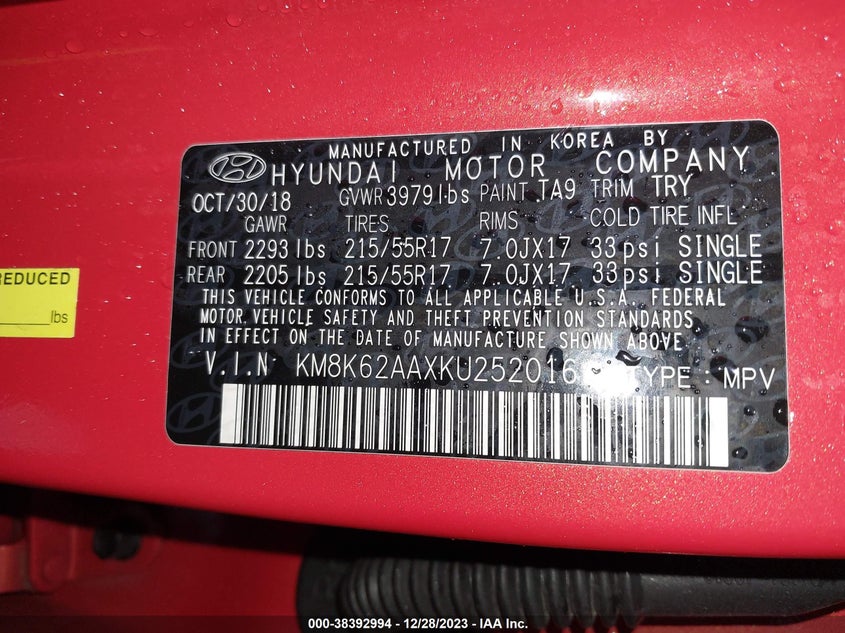 MANUFACTURED IN KOREA BY
HYUNDAI MOTOR COMPANY
OCT/30/18 GVWR 3979lbs PAINT TA9 TRIM TRY
GAWR TIRES RIMS COLD TIRE INFL
FRONT 2293 lbs 215/55R17 7.0JX17 33psi SINGLE
REAR 2205 lbs 215/55R17 7.0JX17 33psi SINGLE
THIS VEHICLE CONFORMS TO ALL APPLICABLE U.S.A. FEDERAL
MOTOR VEHICLE SAFETY AND THEFT PREVENTION STANDARDS
IN EFFECT ON THE DATE OF MANUFACTURE SHOWN ABOVE.
V.I.N KM8K62AAXKU252016 TYPE MPV
REDUCED
lbs
000-38392994 - 12/28/2023 - IAA Inc.